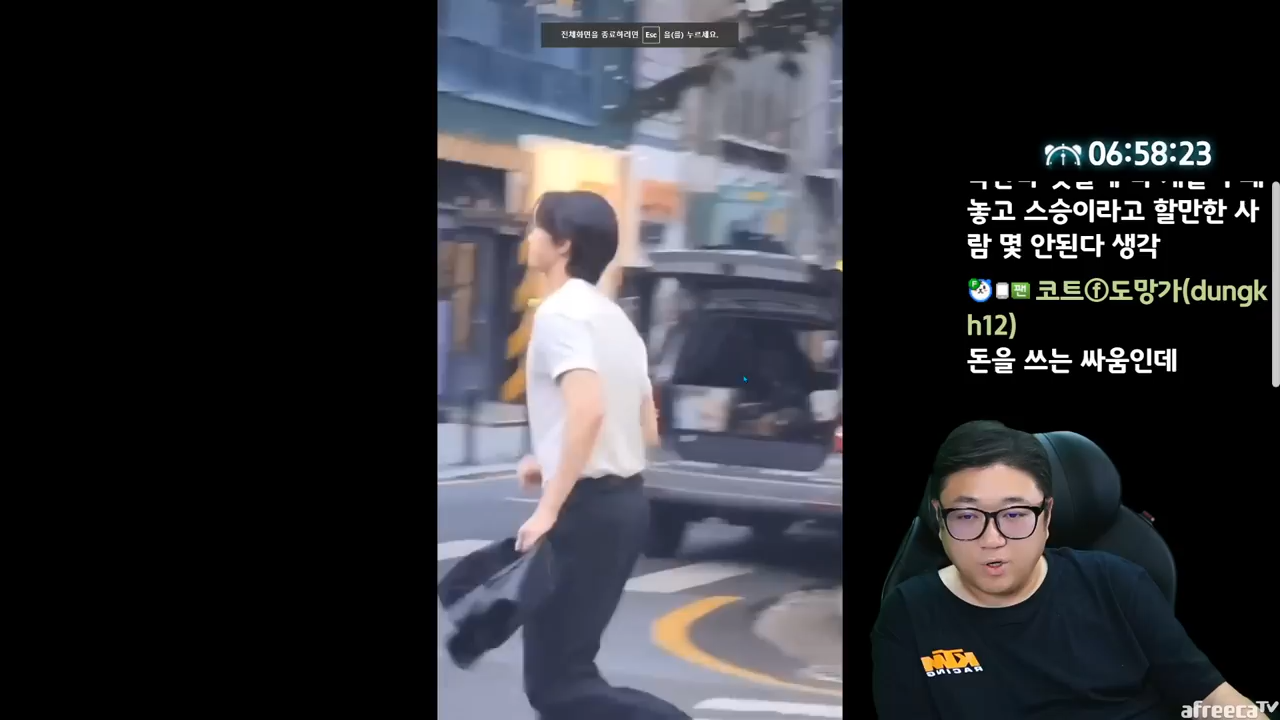 전체화면을 종료하려면 Esc 을(를) 누르세요.
06:58:23
놓고 스승이라고 할만한 사
람 몇 안된다 생각
팬 코트ⓕ도망가(dungk
h12)
돈을 쓰는 싸움인데
KTM
RACING
afreecaTV